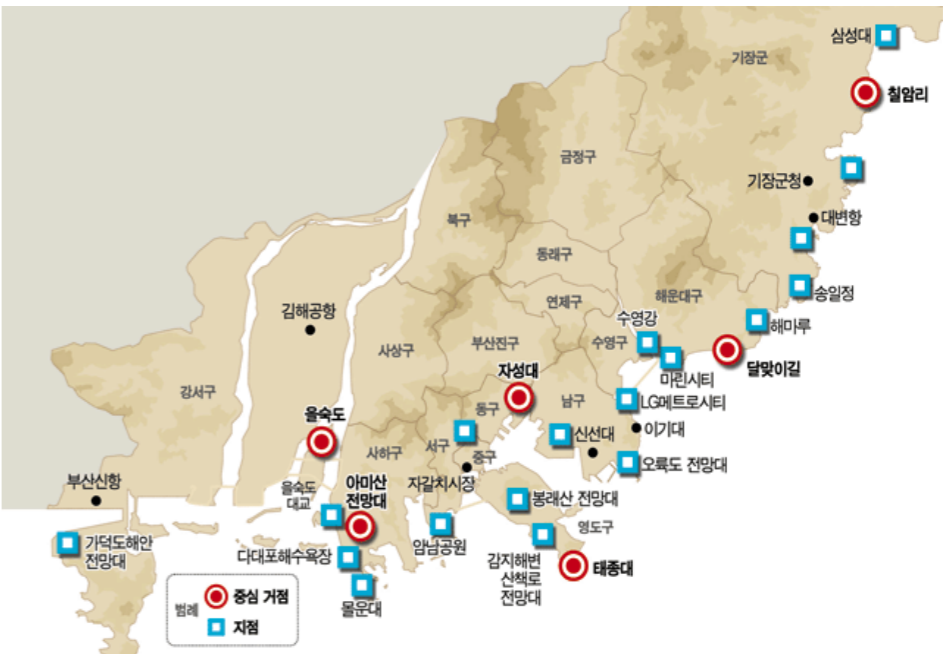 삼성대
기장군
칠암리
금정구
기장군청
대변항
북구
동래구
송일정
연제구
해운대구
김해공항
수영강
해마루
사상구
부산진구
수영구
달맞이길
마린시티
자성대
강서구
LG메트로시티
동구
남구
을숙도
이기대
신선대
서구
사하구
중구
오륙도 전망대
부산신항
아미산
전망대
을숙도
대교
자갈치시장
봉래산 전망대
영도구
가덕도해안
전망대
암남공원
다대포해수욕장
감지해변
산책로
전망대
태종대
몰운대
범례
중심 거점
지점